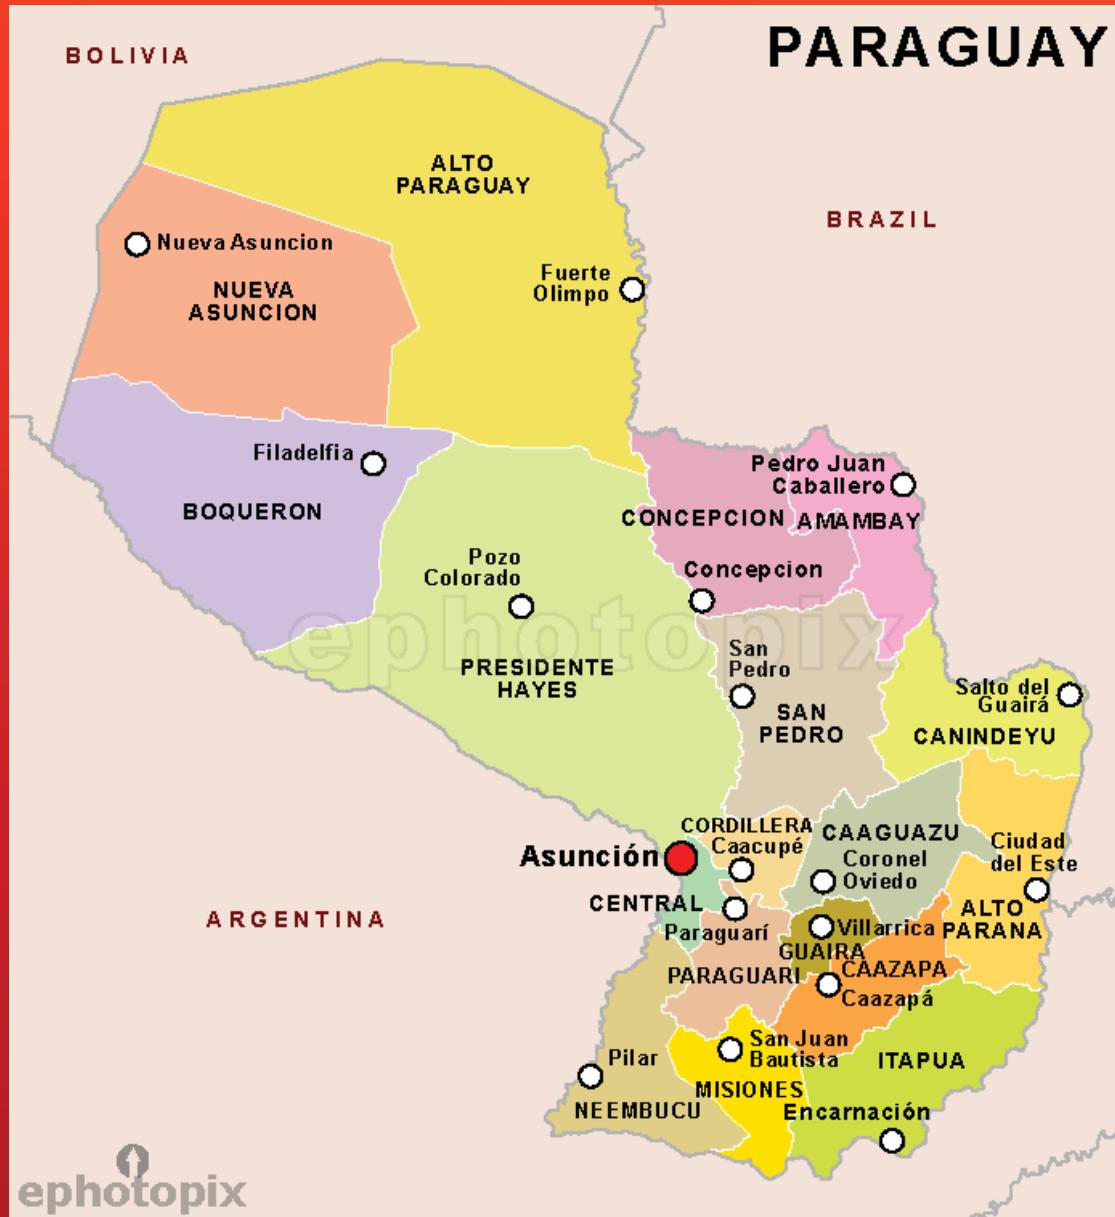 PARAGUAY
BOLIVIA
ALTO
PARAGUAY
BRAZIL
Nueva Asuncion
NUEVA
ASUNCION
Fuerte
Olimpo
Filadelfia
BOQUERON
Pedro Juan
Caballero
CONCEPCION
AMAMBAY
Pozo
Colorado
Concepcion
ephotopix
San
Pedro
PRESIDENTE
HAYES
SAN
PEDRO
Salto del
Guairá
CANINDEYU
CORDILLERA
Caacupé
CAAGUAZU
Coronel
Oviedo
Ciudad
del Este
Asunción
CENTRAL
ALTO
PARANA
ARGENTINA
Paraguarí
Villarrica
GUAIRA
PARAGUARI
CAAZAPA
Caazapá
San Juan
Bautista
ITAPUA
Pilar
MISIONES
NEEMBUCU
Encarnación
ephotopix